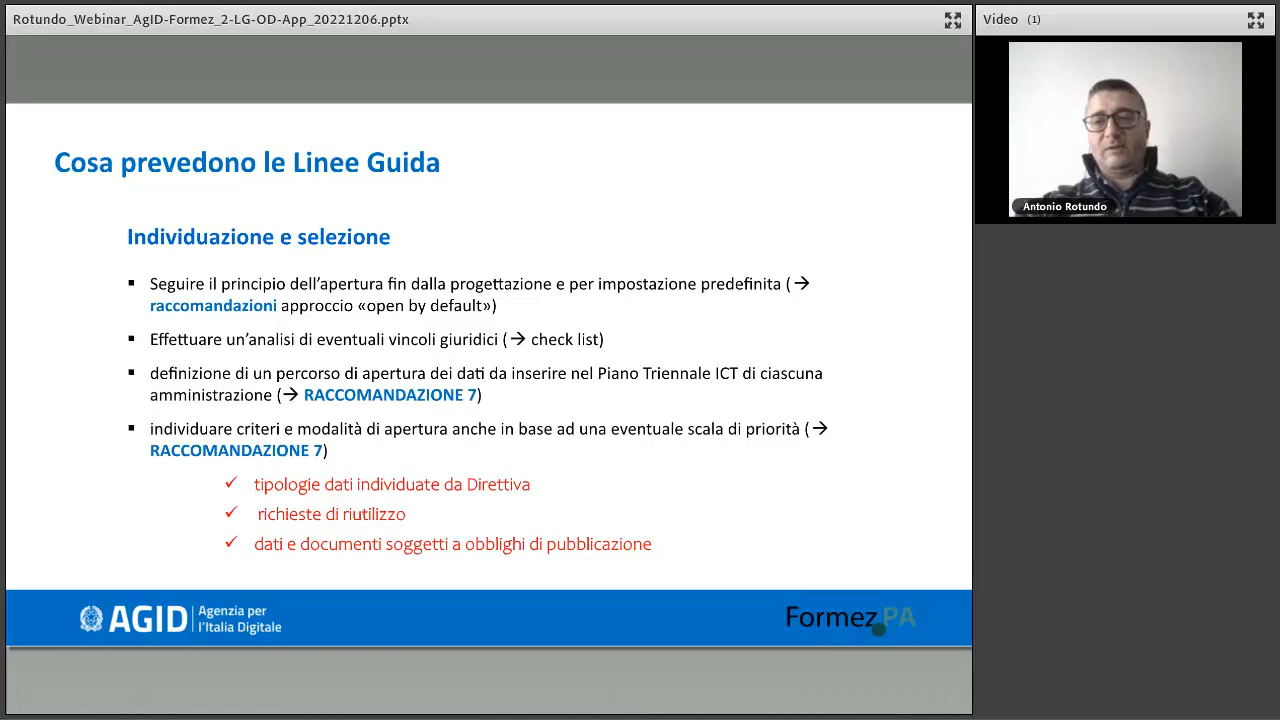 Rotundo_Webinar_AgID-Formez_2-LG-OD-App_20221206.pptx
Video (1)
Antonio Rotundo
Cosa prevedono le Linee Guida
Individuazione e selezione
▪ Seguire il principio dell’apertura fin dalla progettazione e per impostazione predefinita (→
raccomandazioni approccio «open by default»)
▪ Effettuare un’analisi di eventuali vincoli giuridici (→ check list)
▪ definizione di un percorso di apertura dei dati da inserire nel Piano Triennale ICT di ciascuna
amministrazione (→ RACCOMANDAZIONE 7)
▪ individuare criteri e modalità di apertura anche in base ad una eventuale scala di priorità (→
RACCOMANDAZIONE 7)
✓ tipologie dati individuate da Direttiva
✓ richieste di riutilizzo
✓ dati e documenti soggetti a obblighi di pubblicazione
AGID Agenzia per
l’Italia Digitale
Formez PA